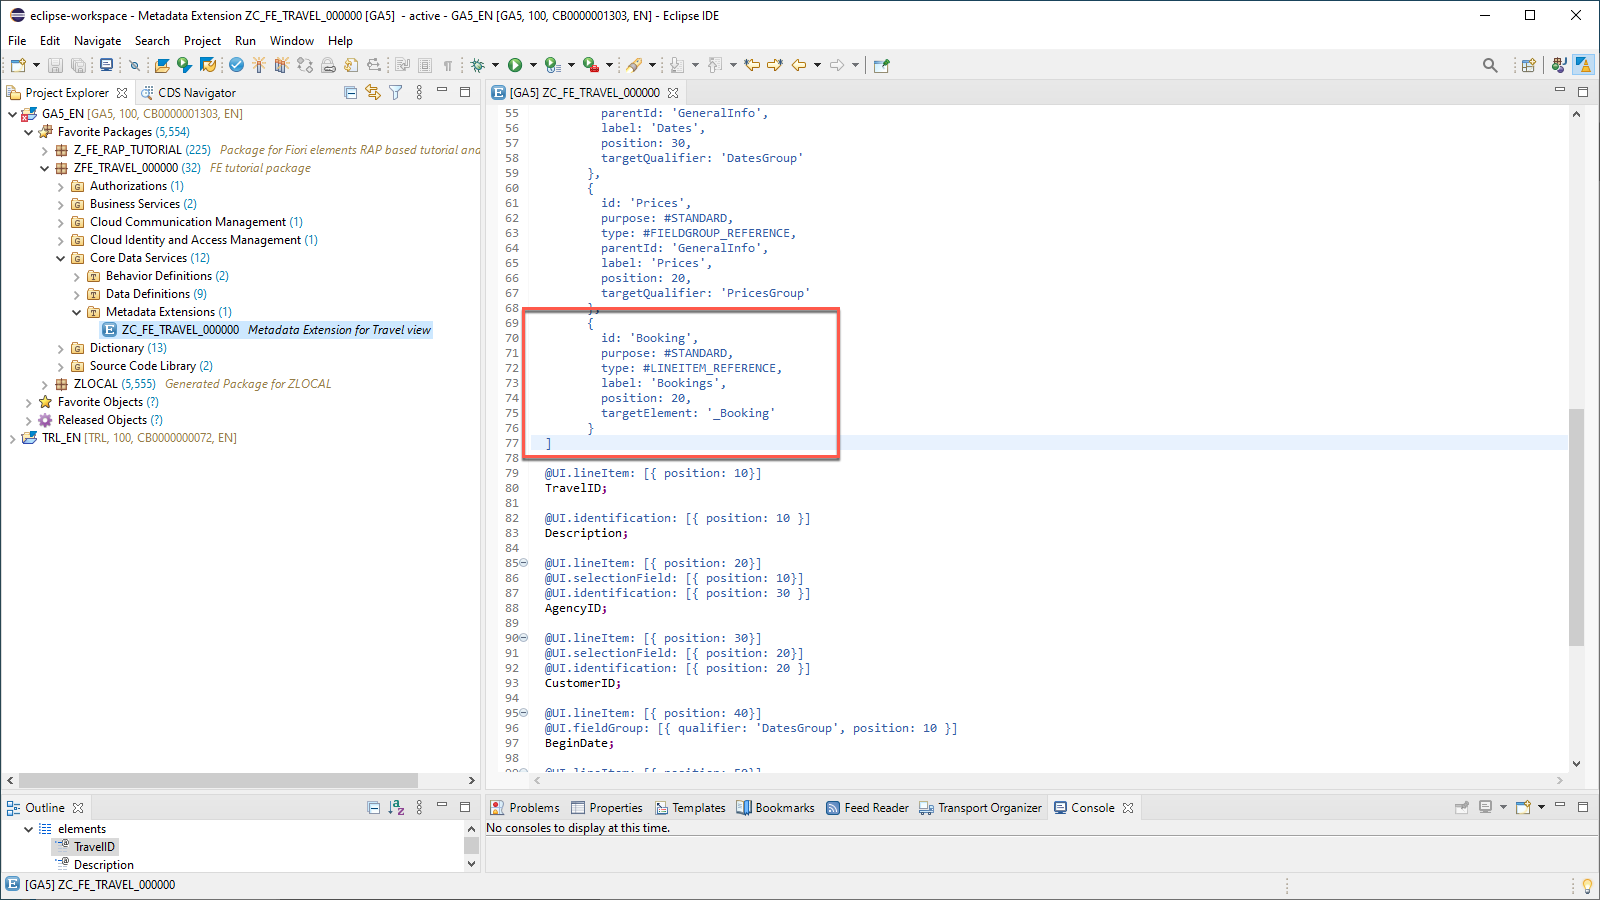 eclipse-workspace - Metadata Extension ZC_FE_TRAVEL_000000 [GA5] - active - GA5_EN [GA5, 100, CB0000001303, EN] - Eclipse IDE
File Edit Navigate Search Project Run Window Help
Project Explorer
CDS Navigator
GA5_EN [GA5, 100, CB0000001303, EN]
Favorite Packages (5,554)
Z_FE_RAP_TUTORIAL (225) Package for Fiori elements RAP based tutorial and
ZFE_TRAVEL_000000 (32) FE tutorial package
Authorizations (1)
Business Services (2)
Cloud Communication Management (1)
Cloud Identity and Access Management (1)
Core Data Services (12)
Behavior Definitions (2)
Data Definitions (9)
Metadata Extensions (1)
ZC_FE_TRAVEL_000000 Metadata Extension for Travel view
Dictionary (13)
Source Code Library (2)
ZLOCAL (5,555) Generated Package for ZLOCAL
Favorite Objects (?)
Released Objects (?)
TRL_EN [TRL, 100, CB0000000072, EN]
[GA5] ZC_FE_TRAVEL_000000
55 parentId: 'GeneralInfo',
56 label: 'Dates',
57 position: 30,
58 targetQualifier: 'DatesGroup'
59 },
60 {
61 id: 'Prices',
62 purpose: #STANDARD,
63 type: #FIELDGROUP_REFERENCE,
64 parentId: 'GeneralInfo',
65 label: 'Prices',
66 position: 20,
67 targetQualifier: 'PricesGroup'
68 },
69 {
70 id: 'Booking',
71 purpose: #STANDARD,
72 type: #LINEITEM_REFERENCE,
73 label: 'Bookings',
74 position: 20,
75 targetElement: '_Booking'
76 }
77 ]
78
79 @UI.lineItem: [{ position: 10}]
80 TravelID;
81
82 @UI.identification: [{ position: 10 }]
83 Description;
84
85 @UI.lineItem: [{ position: 20}]
86 @UI.selectionField: [{ position: 10}]
87 @UI.identification: [{ position: 30 }]
88 AgencyID;
89
90 @UI.lineItem: [{ position: 30}]
91 @UI.selectionField: [{ position: 20}]
92 @UI.identification: [{ position: 20 }]
93 CustomerID;
94
95 @UI.lineItem: [{ position: 40}]
96 @UI.fieldGroup: [{ qualifier: 'DatesGroup', position: 10 }]
97 BeginDate;
98
99 @UI.lineItem: [{ position: 50}]
Outline
elements
TravelID
Description
Problems Properties Templates Bookmarks Feed Reader Transport Organizer Console
No consoles to display at this time.
[GA5] ZC_FE_TRAVEL_000000